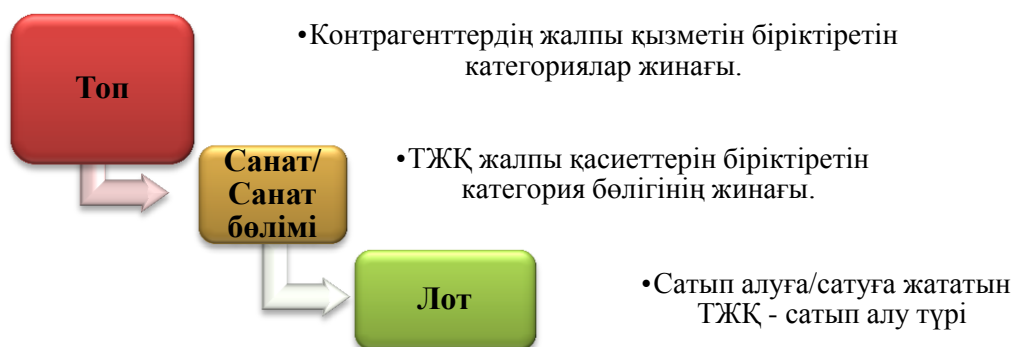 Топ
•Контрагенттердің жалпы қызметін біріктіретін
категориялар жинағы.
Санат/
Санат
бөлімі
•ТЖҚ жалпы қасиеттерін біріктіретін
категория бөлігінің жинағы.
Лот
•Сатып алуға/сатуға жататын
ТЖҚ - сатып алу түрі